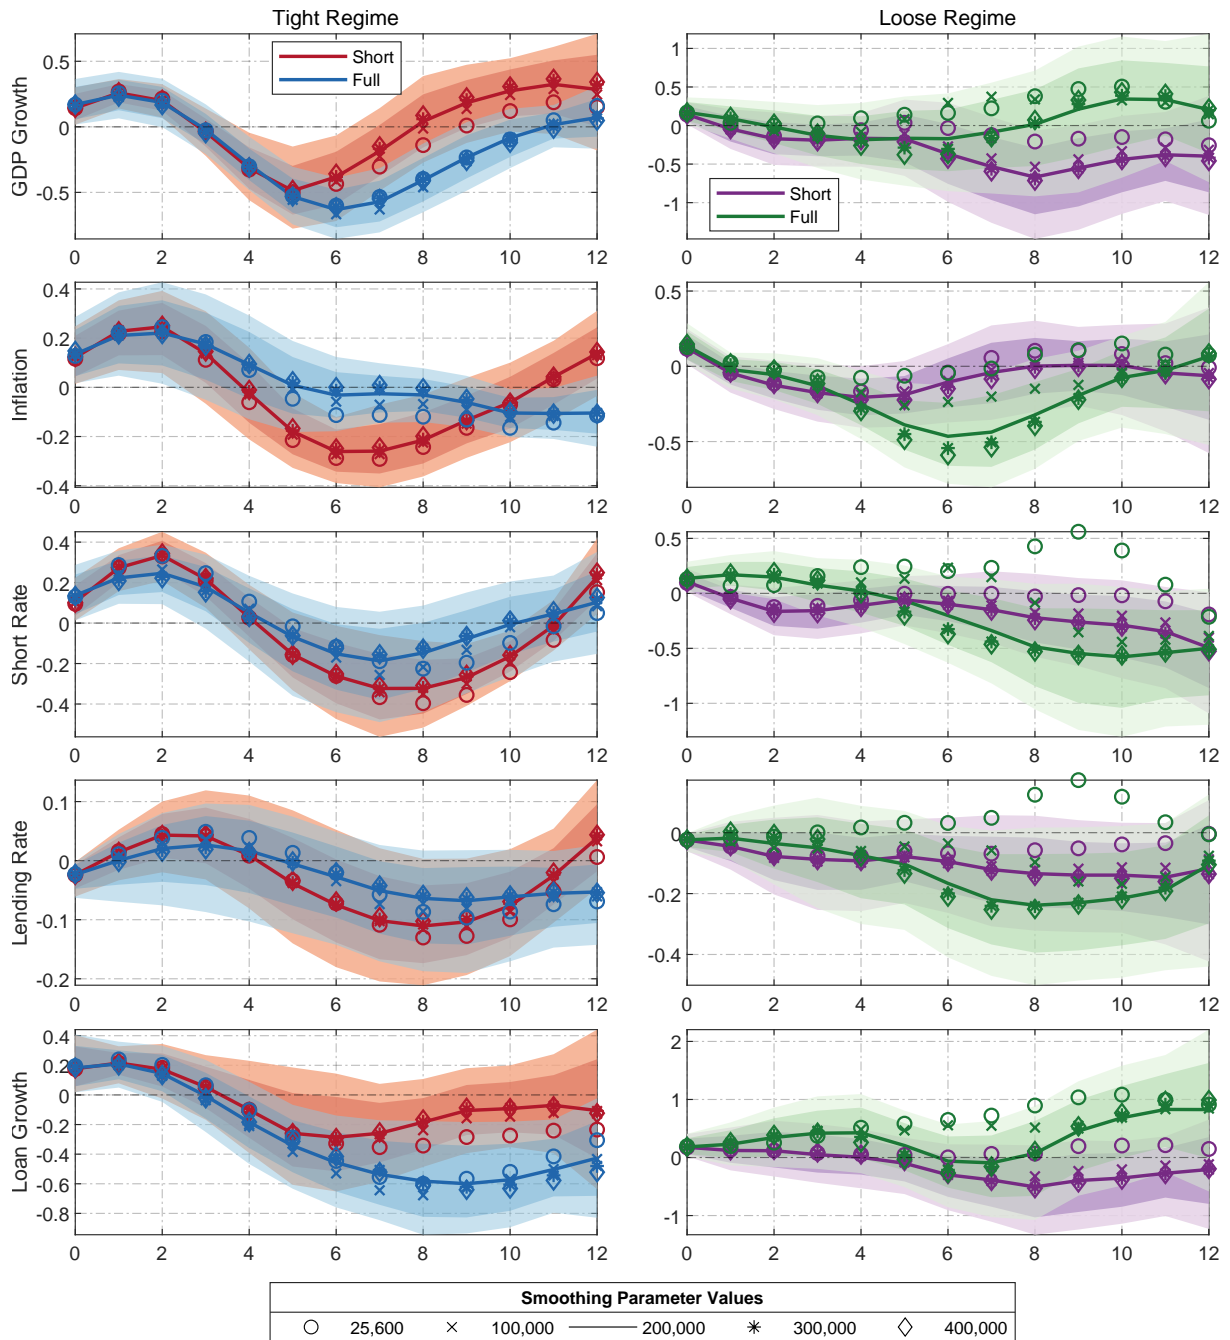 Tight Regime
Loose Regime
GDP Growth
0.5
0
-0.5
Short
Full
0 2 4 6 8 10 12
1
0.5
0
-0.5
-1
Short
Full
0 2 4 6 8 10 12
Inflation
0.4
0.2
0
-0.2
-0.4
0 2 4 6 8 10 12
0.5
0
-0.5
0 2 4 6 8 10 12
Short Rate
0.4
0.2
0
-0.2
-0.4
0 2 4 6 8 10 12
0.5
0
-0.5
-1
0 2 4 6 8 10 12
Lending Rate
0.1
0
-0.1
-0.2
0 2 4 6 8 10 12
0
-0.2
-0.4
0 2 4 6 8 10 12
Loan Growth
0.4
0.2
0
-0.2
-0.4
-0.6
-0.8
0 2 4 6 8 10 12
2
1
0
-1
0 2 4 6 8 10 12
Smoothing Parameter Values
25,600 100,000 200,000 300,000 400,000